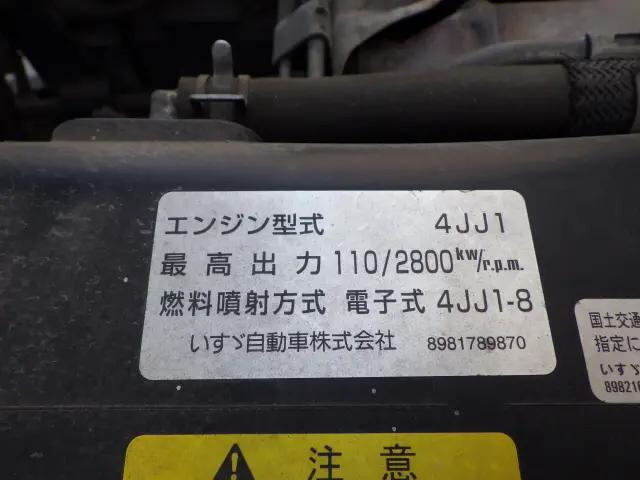 エンジン型式 4JJ1
最高出力 110/2800kw/r.p.m.
燃料噴射方式 電子式 4JJ1-8
いすゞ自動車株式会社 8981789870
国土交通
指定に
いすゞ
898216
注意